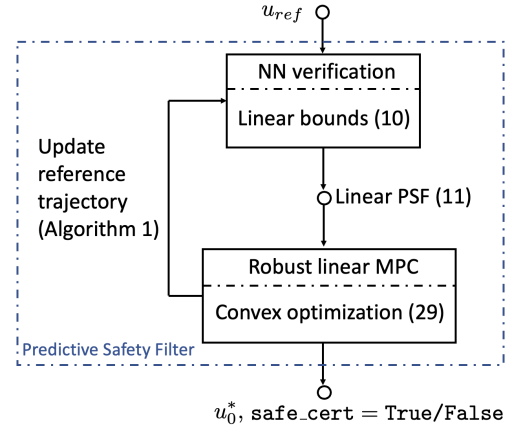 u_ref
NN verification
Linear bounds (10)
Update
reference
trajectory
(Algorithm 1)
Linear PSF (11)
Robust linear MPC
Convex optimization (29)
Predictive Safety Filter
u_0^*, safe_cert = True/False